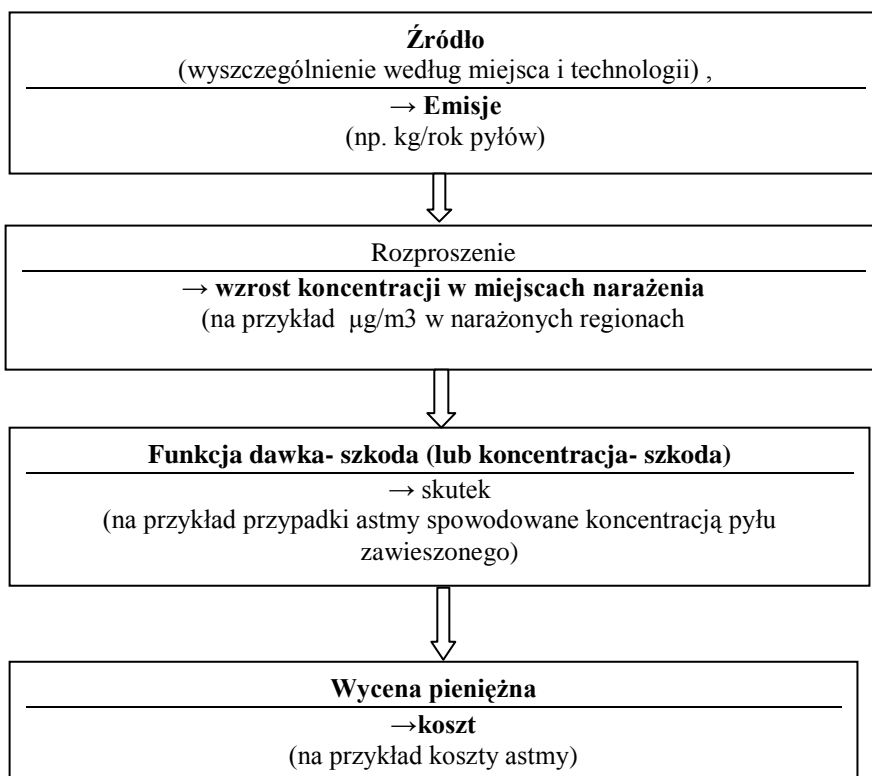 Źródło
(wyszczególnienie według miejsca i technologii) ,
→ Emisje
(np. kg/rok pyłów)
Rozproszenie
→ wzrost koncentracji w miejscach narażenia
(na przykład μg/m3 w narażonych regionach
Funkcja dawka- szkoda (lub koncentracja- szkoda)
→ skutek
(na przykład przypadki astmy spowodowane koncentracją pyłu
zawieszonego)
Wycena pieniężna
→koszt
(na przykład koszty astmy)